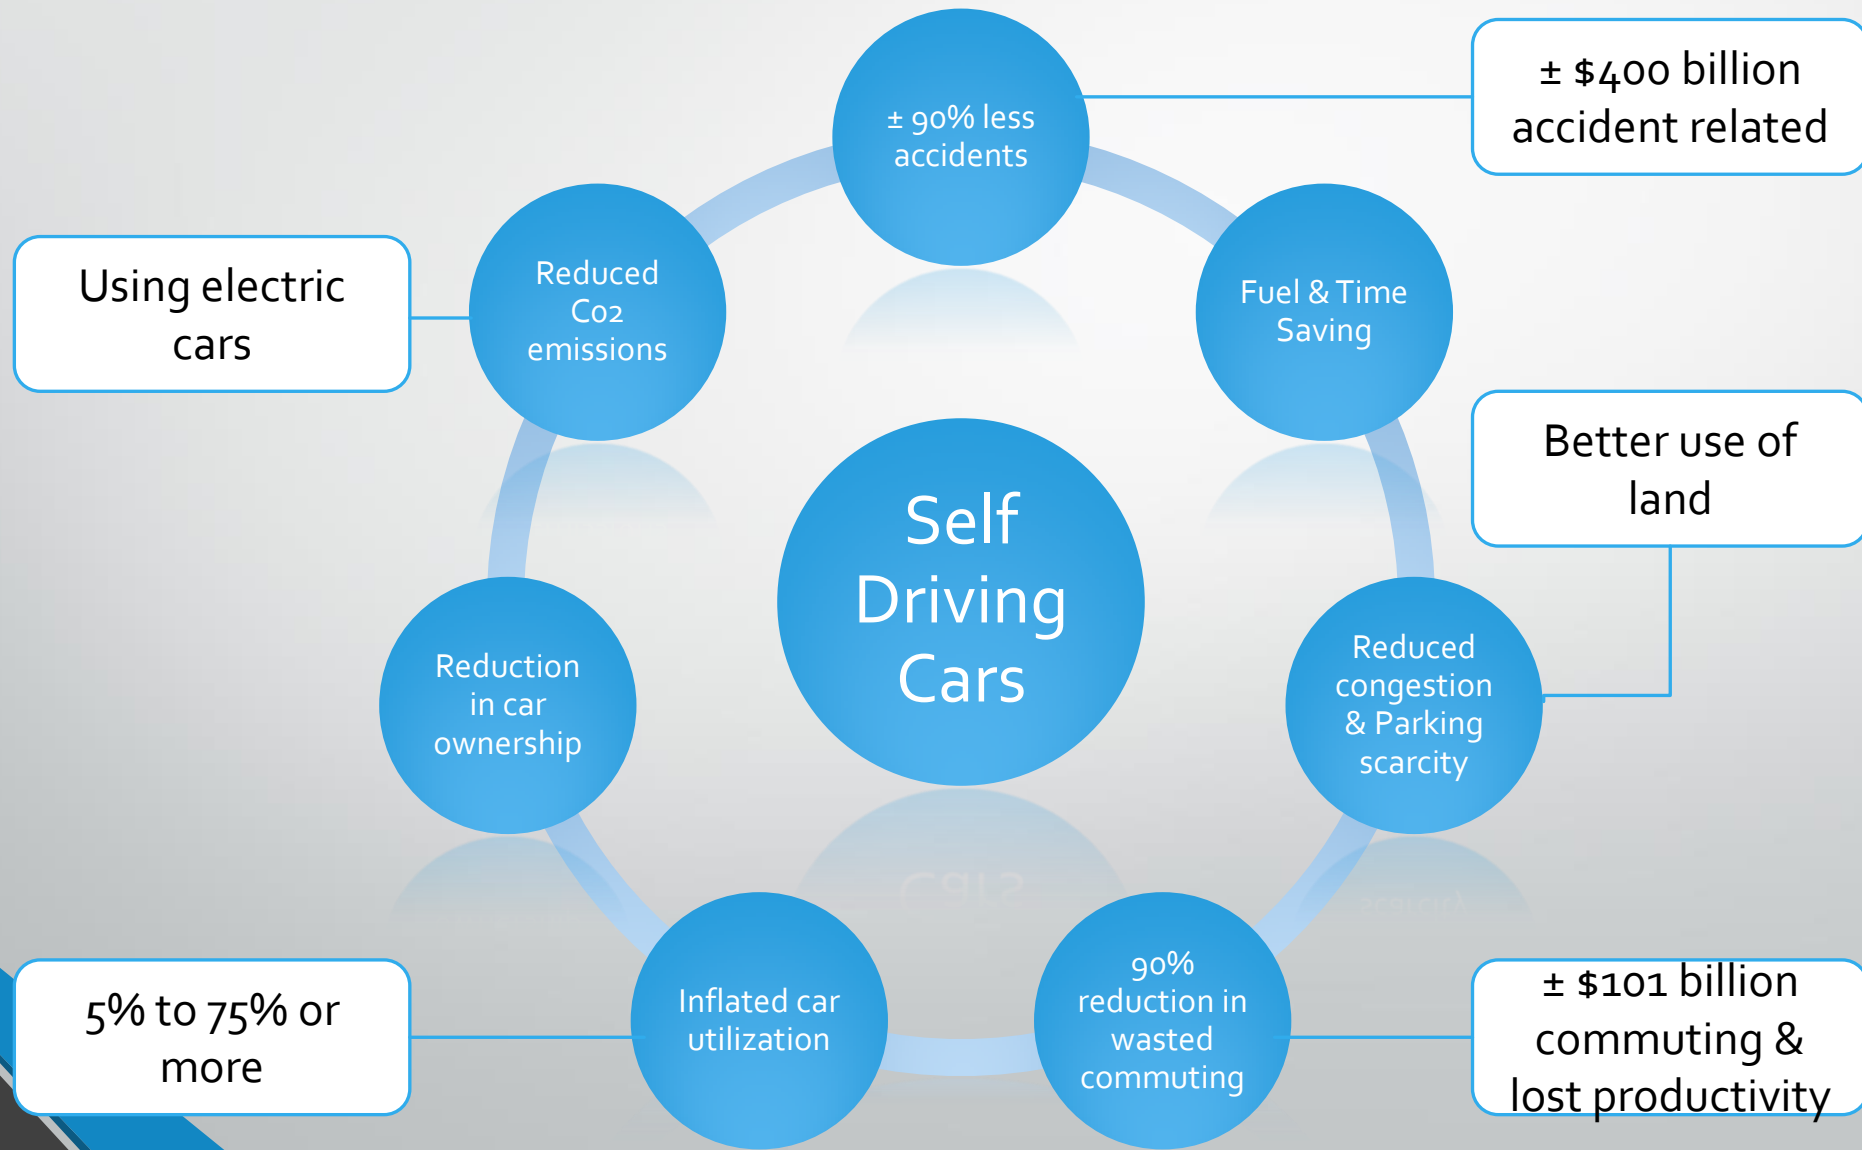 ± 90% less
accidents
± $400 billion
accident related
Fuel & Time
Saving
Better use of
land
Reduced
congestion
& Parking
scarcity
90%
reduction in
wasted
commuting
± $101 billion
commuting &
lost productivity
Inflated car
utilization
5% to 75% or
more
Reduction
in car
ownership
Reduced
Co2
emissions
Using electric
cars
Self
Driving
Cars